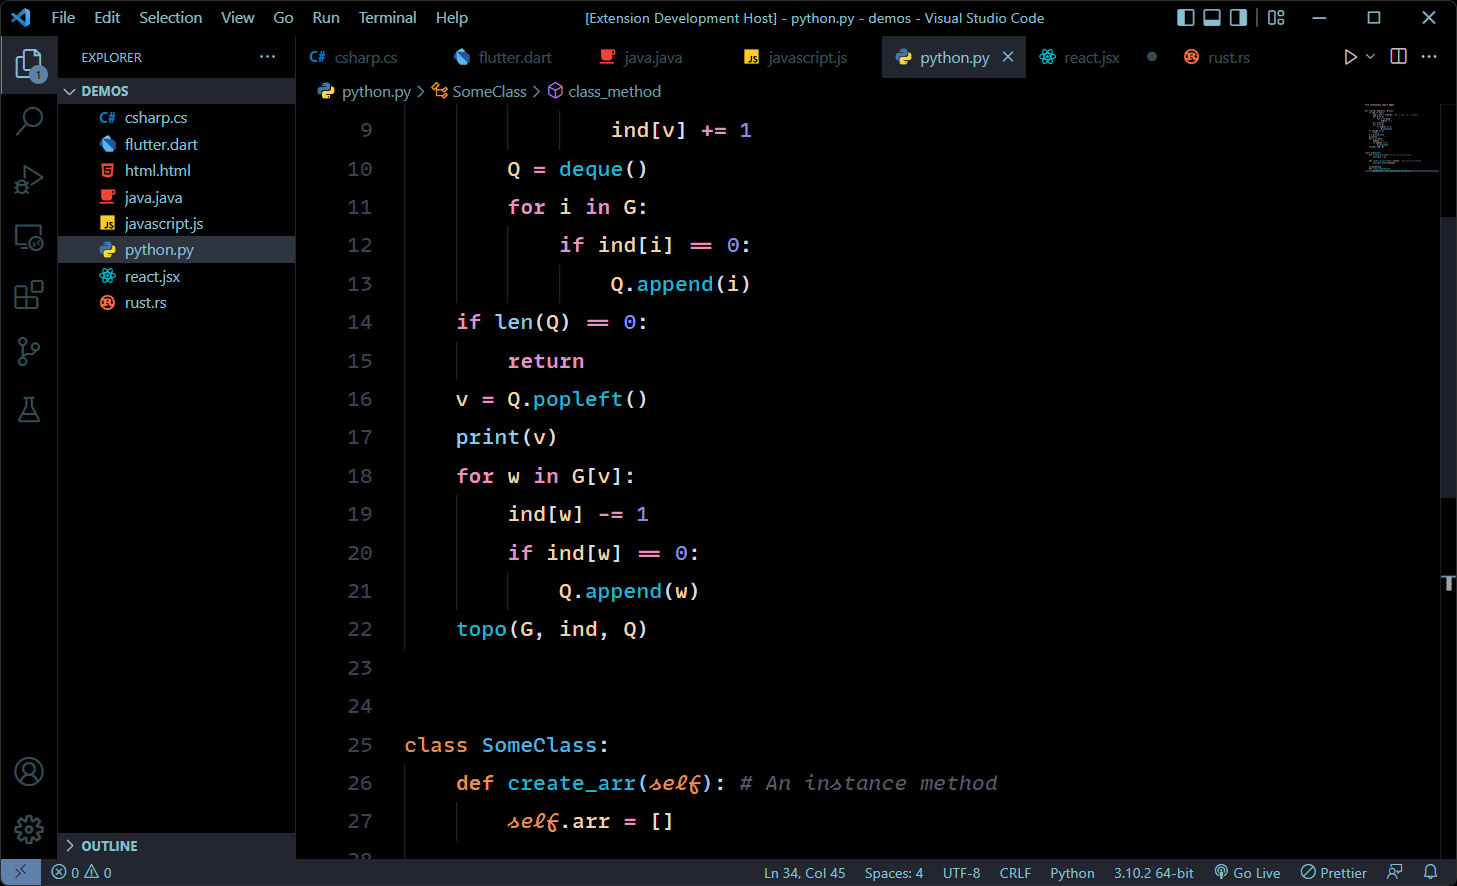 File Edit Selection View Go Run Terminal Help [Extension Development Host] - python.py - demos - Visual Studio Code
EXPLORER ···
C# csharp.cs flutter.dart java.java JS javascript.js python.py react.jsx rust.rs
1
DEMOS
python.py > SomeClass > class_method
C# csharp.cs
flutter.dart
html.html
java.java
JS javascript.js
python.py
react.jsx
rust.rs
9 ind[v] += 1
10 Q = deque()
11 for i in G:
12 if ind[i] == 0:
13 Q.append(i)
14 if len(Q) == 0:
15 return
16 v = Q.popleft()
17 print(v)
18 for w in G[v]:
19 ind[w] -= 1
20 if ind[w] == 0:
21 Q.append(w)
22 topo(G, ind, Q)
23
24
25 class SomeClass:
26 def create_arr(self): # An instance method
27 self.arr = []
28
OUTLINE
0 0 Ln 34, Col 45 Spaces: 4 UTF-8 CRLF Python 3.10.2 64-bit Go Live Prettier